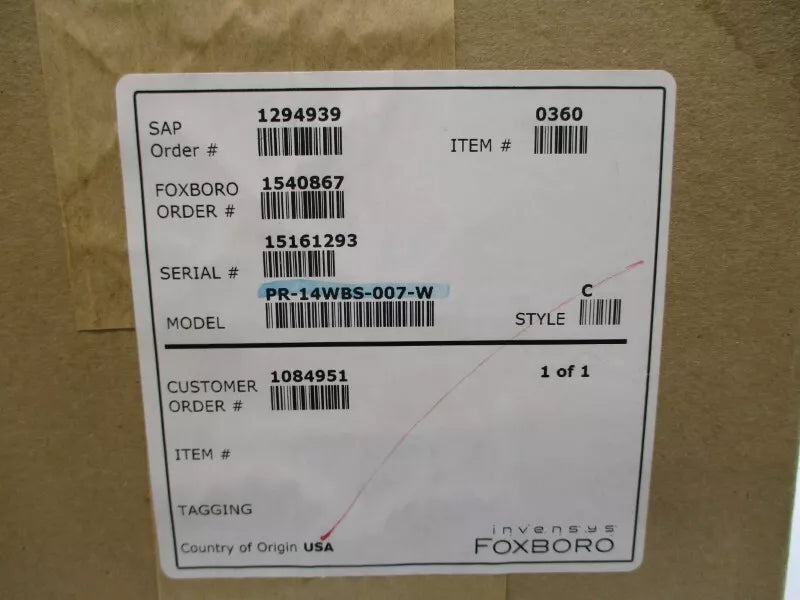 1294939
0360
SAP
Order #
ITEM #
1540867
FOXBORO
ORDER #
15161293
SERIAL #
PR-14WBS-007-W
C
MODEL
STYLE
1084951
1 of 1
CUSTOMER
ORDER #
ITEM #
TAGGING
invensys
Country of Origin USA
FOXBORO